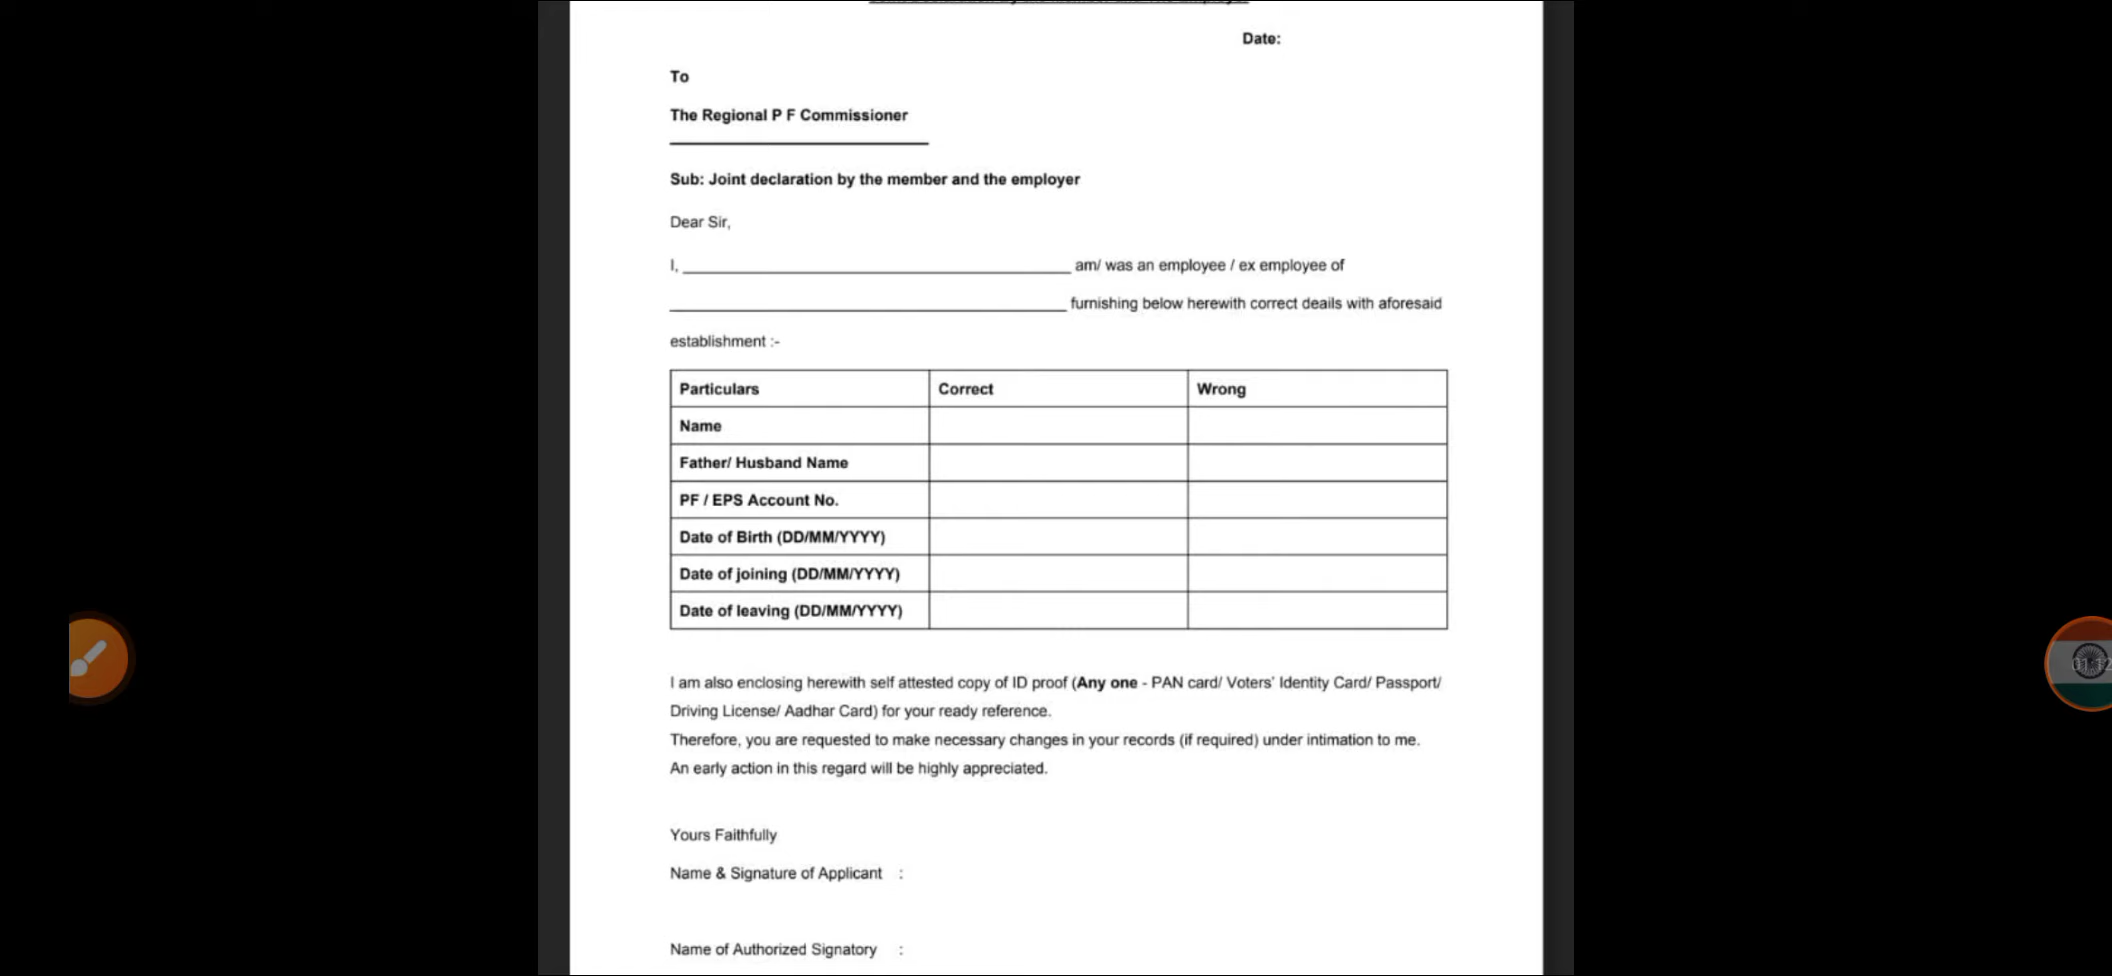 Date:
To
The Regional P F Commissioner
Sub: Joint declaration by the member and the employer
Dear Sir,
I, ________________ am/ was an employee / ex employee of
________________ furnishing below herewith correct deails with aforesaid
establishment :-
Particulars Correct Wrong
Name
Father/ Husband Name
PF / EPS Account No.
Date of Birth (DD/MM/YYYY)
Date of joining (DD/MM/YYYY)
Date of leaving (DD/MM/YYYY)
I am also enclosing herewith self attested copy of ID proof (Any one - PAN card/ Voters' Identity Card/ Passport/
Driving License/ Aadhar Card) for your ready reference.
Therefore, you are requested to make necessary changes in your records (if required) under intimation to me.
An early action in this regard will be highly appreciated.
Yours Faithfully
Name & Signature of Applicant :
Name of Authorized Signatory :
01:12